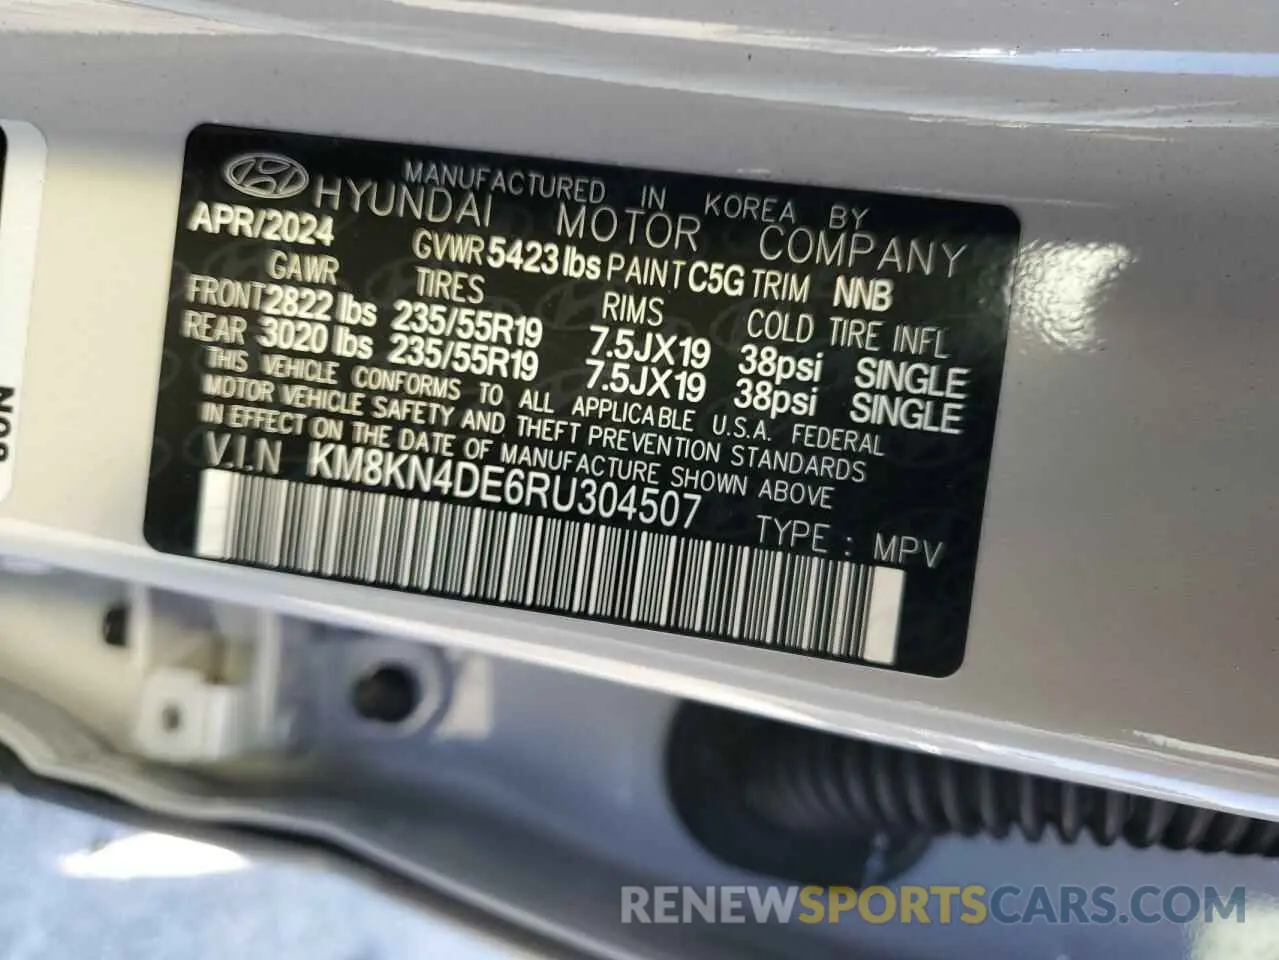 MANUFACTURED IN KOREA BY
HYUNDAI MOTOR COMPANY
APR/2024 GVWR 5423 lbs PAINT C5G TRIM NNB
GAWR TIRES RIMS COLD TIRE INFL
FRONT 2822 lbs 235/55R19 7.5JX19 38psi SINGLE
REAR 3020 lbs 235/55R19 7.5JX19 38psi SINGLE
THIS VEHICLE CONFORMS TO ALL APPLICABLE U.S.A. FEDERAL
MOTOR VEHICLE SAFETY AND THEFT PREVENTION STANDARDS
IN EFFECT ON THE DATE OF MANUFACTURE SHOWN ABOVE
V.I.N KM8KN4DE6RU304507
TYPE : MPV
RENEWSPORTSCARS.COM